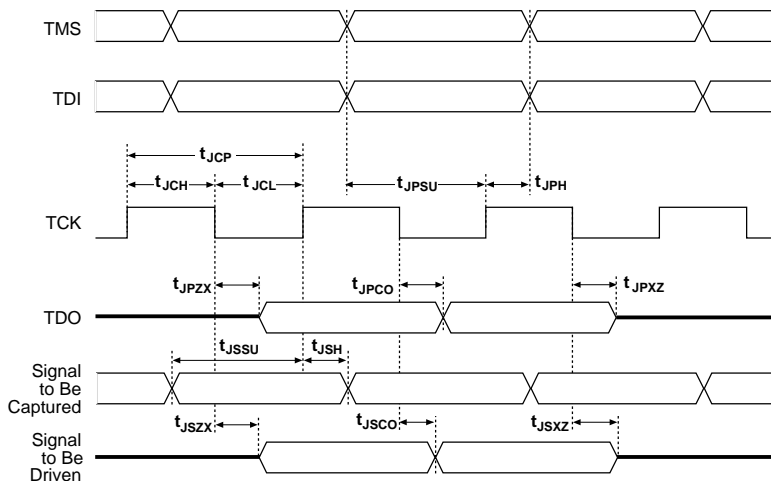 TMS
TDI
tJCP
tJCH
tJCL
tJPSU
tJPH
TCK
tJPZX
tJPCO
tJPXZ
TDO
tJSSU
tJSH
Signal
to Be
Captured
tJSZX
tJSCO
tJSXZ
Signal
to Be
Driven